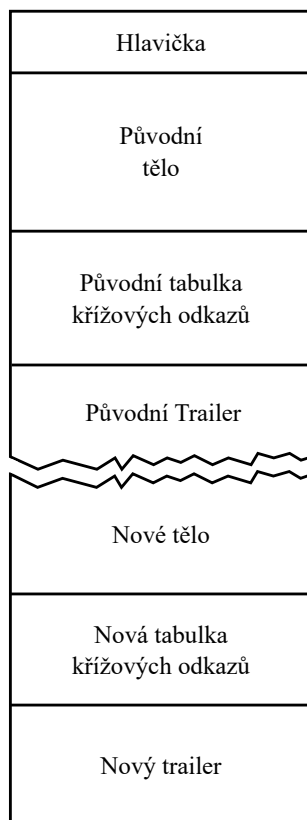 Hlavička
Původní
tělo
Původní tabulka
křížových odkazů
Původní Trailer
Nové tělo
Nová tabulka
křížových odkazů
Nový trailer